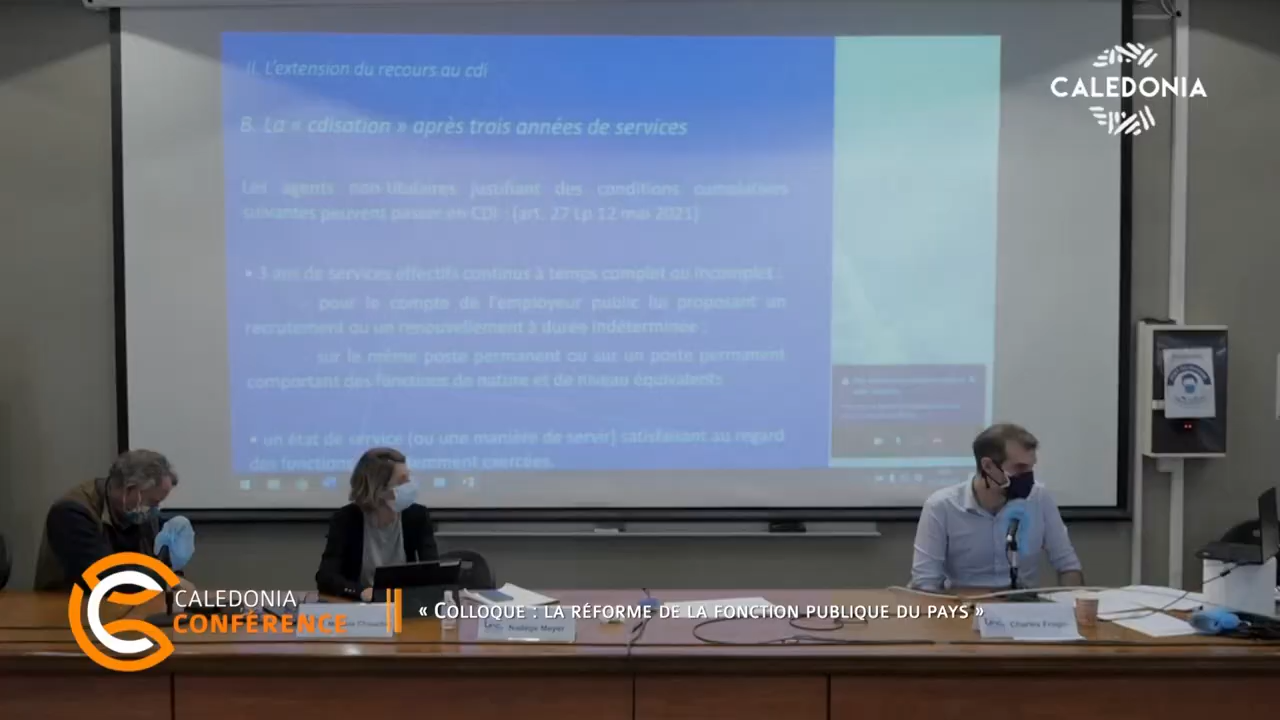 II. L'extension du recours au cdi
B. La « cdisation » après trois années de services
Les agents non-titulaires justifiant des conditions cumulatives
suivantes peuvent passer en CDI : (art. 27 Lp 12 mai 2021)
• 3 ans de services effectifs continus à temps complet ou incomplet :
pour le compte de l'employeur public lui proposant un
recrutement ou un renouvellement à durée indéterminée ;
sur le même poste permanent ou sur un poste permanent
comportant des fonctions de nature et de niveau équivalents
• un état de service (ou une manière de servir) satisfaisant au regard
des fonctions
exercées.
CALEDONIA
CALEDONIA
CONFÉRENCE
« Colloque : la réforme de la fonction publique du pays »
Nadège Meyer
Charles Froger